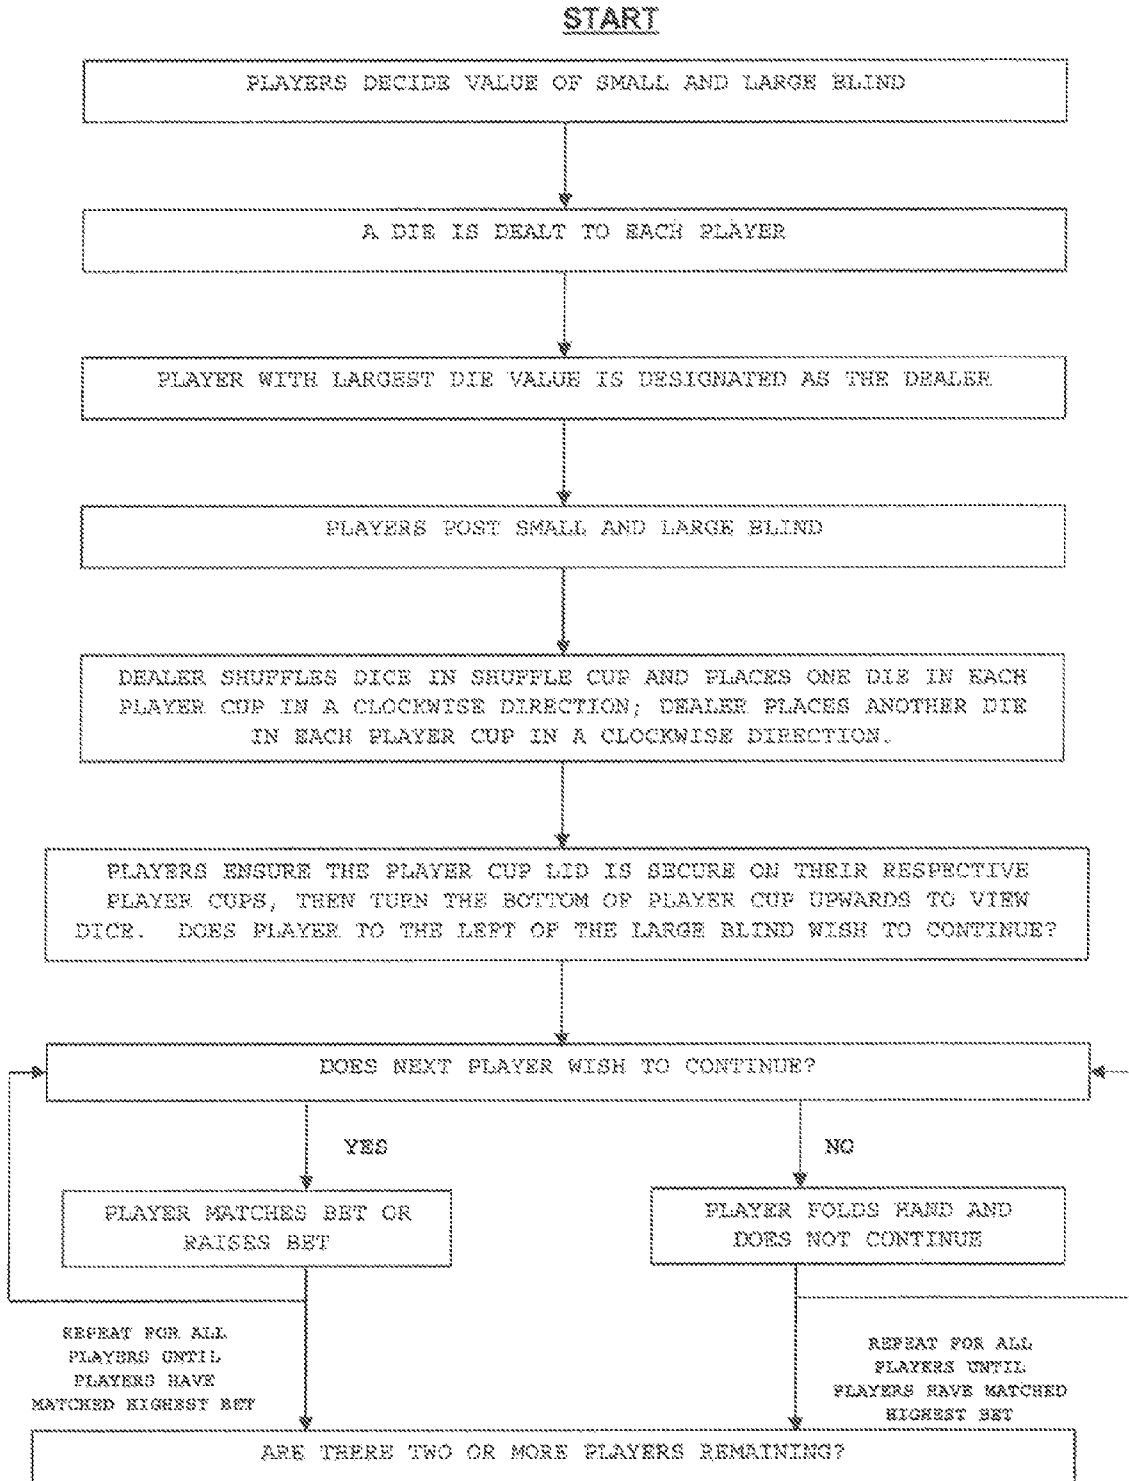 START
PLAYERS DECIDE VALUE OF SMALL AND LARGE BLIND
A DIE IS DEALT TO EACH PLAYER
PLAYER WITH LARGEST DIE VALUE IS DESIGNATED AS THE DEALER
PLAYERS POST SMALL AND LARGE BLIND
DEALER SHUFFLES DICE IN SHUFFLE CUP AND PLACES ONE DIE IN EACH
PLAYER CUP IN A CLOCKWISE DIRECTION; DEALER PLACES ANOTHER DIE
IN EACH PLAYER CUP IN A CLOCKWISE DIRECTION.
PLAYERS ENSURE THE PLAYER CUP LID IS SECURE ON THEIR RESPECTIVE
PLAYER CUPS, THEN TURN THE BOTTOM OF PLAYER CUP UPWARDS TO VIEW
DICE. DOES PLAYER TO THE LEFT OF THE LARGE BLIND WISH TO CONTINUE?
DOES NEXT PLAYER WISH TO CONTINUE?
YES
NO
PLAYER MATCHES BET OR
RAISES BET
PLAYER FOLDS HAND AND
DOES NOT CONTINUE
REPEAT FOR ALL
PLAYERS UNTIL
PLAYERS HAVE
MATCHED HIGHEST BET
REPEAT FOR ALL
PLAYERS UNTIL
PLAYERS HAVE MATCHED
HIGHEST BET
ARE THERE TWO OR MORE PLAYERS REMAINING?